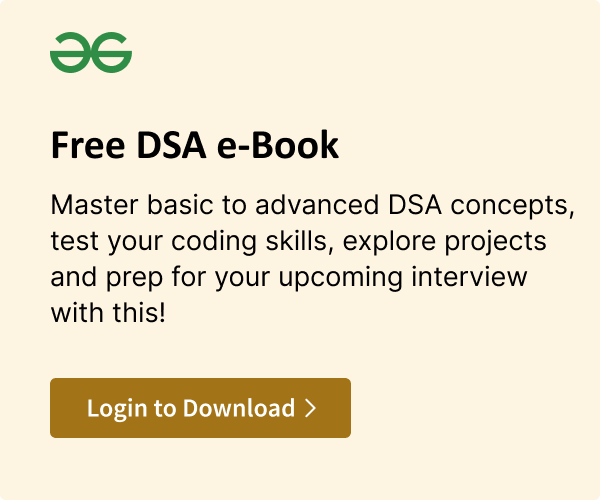 Free DSA e-Book
Master basic to advanced DSA concepts,
test your coding skills, explore projects
and prep for your upcoming interview
with this!
Login to Download